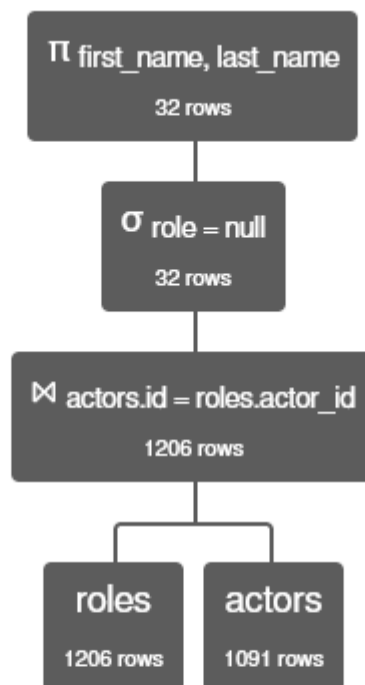 π first_name, last_name
32 rows
σ role = null
32 rows
⋈ actors.id = roles.actor_id
1206 rows
roles
1206 rows
actors
1091 rows